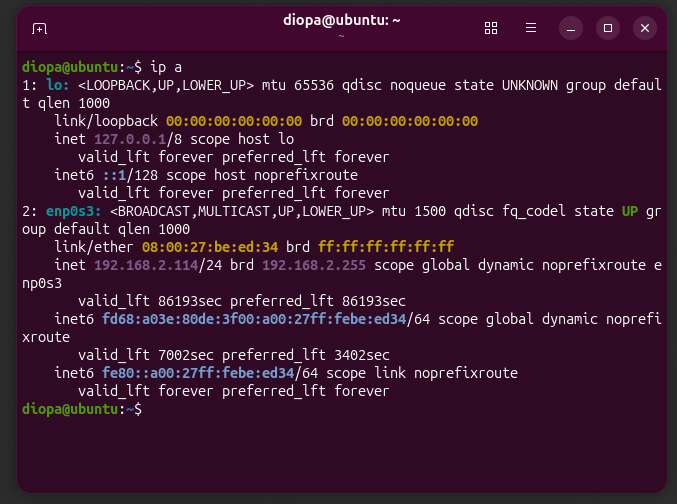 diopa@ubuntu: ~
~
diopa@ubuntu:~$ ip a
1: lo: <LOOPBACK,UP,LOWER_UP> mtu 65536 qdisc noqueue state UNKNOWN group defaul
t qlen 1000
    link/loopback 00:00:00:00:00:00 brd 00:00:00:00:00:00
    inet 127.0.0.1/8 scope host lo
       valid_lft forever preferred_lft forever
    inet6 ::1/128 scope host noprefixroute
       valid_lft forever preferred_lft forever
2: enp0s3: <BROADCAST,MULTICAST,UP,LOWER_UP> mtu 1500 qdisc fq_codel state UP gr
oup default qlen 1000
    link/ether 08:00:27:be:ed:34 brd ff:ff:ff:ff:ff:ff
    inet 192.168.2.114/24 brd 192.168.2.255 scope global dynamic noprefixroute e
np0s3
       valid_lft 86193sec preferred_lft 86193sec
    inet6 fd68:a03e:80de:3f00:a00:27ff:febe:ed34/64 scope global dynamic noprefi
xroute
       valid_lft 7002sec preferred_lft 3402sec
    inet6 fe80::a00:27ff:febe:ed34/64 scope link noprefixroute
       valid_lft forever preferred_lft forever
diopa@ubuntu:~$